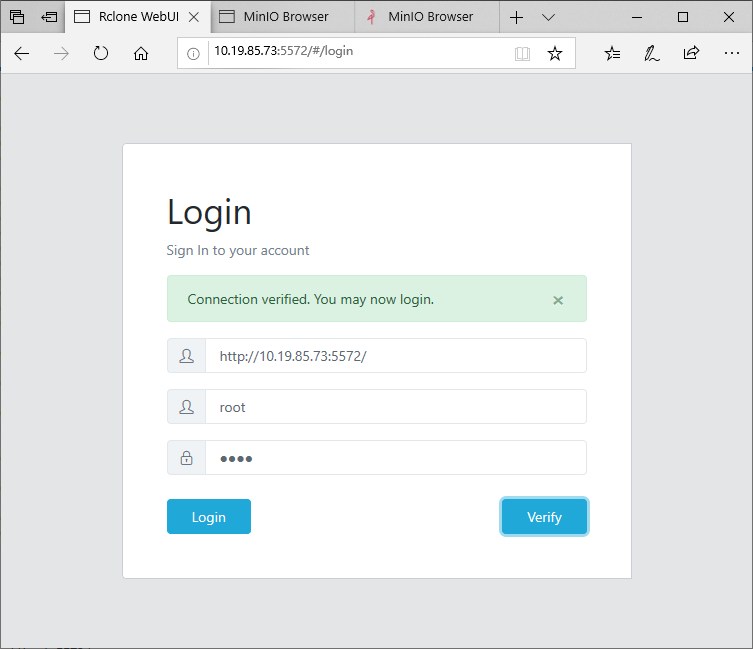 Rclone WebUI
MinIO Browser
MinIO Browser
10.19.85.73:5572/#/login
Login
Sign In to your account
Connection verified. You may now login.
http://10.19.85.73:5572/
root
••••
Login
Verify